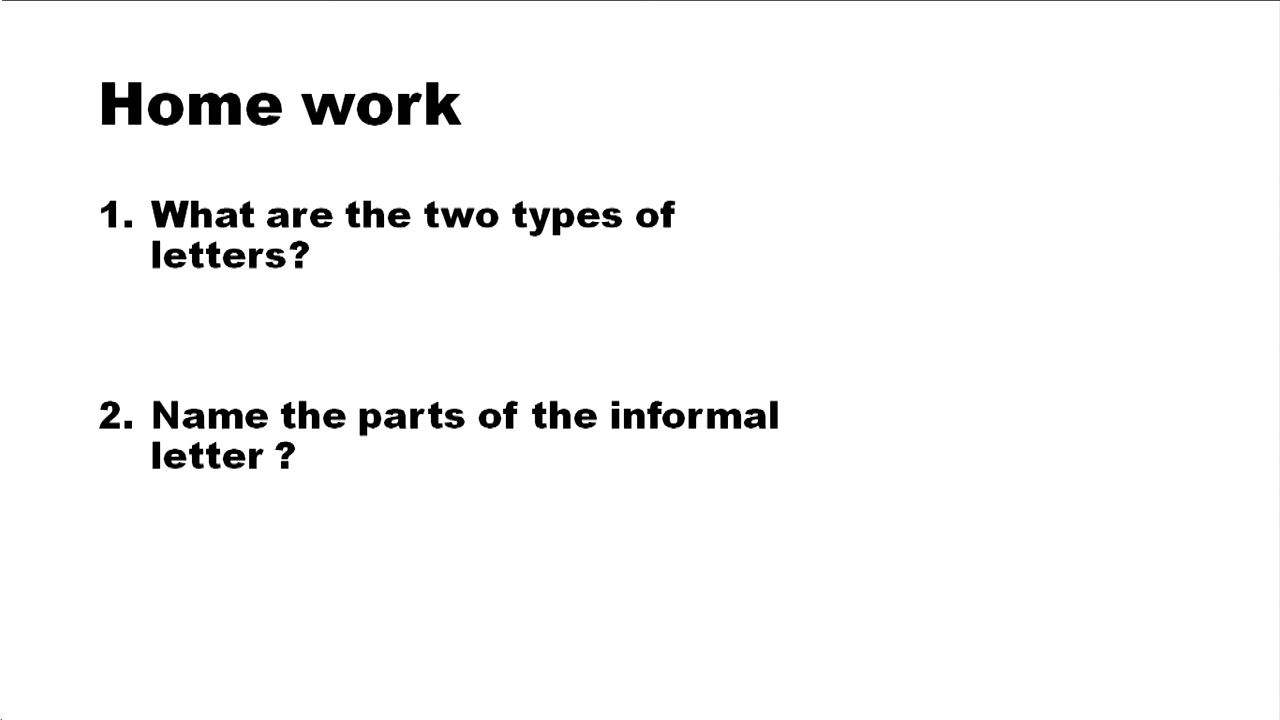 Home work
1. What are the two types of
letters?
2. Name the parts of the informal
letter ?